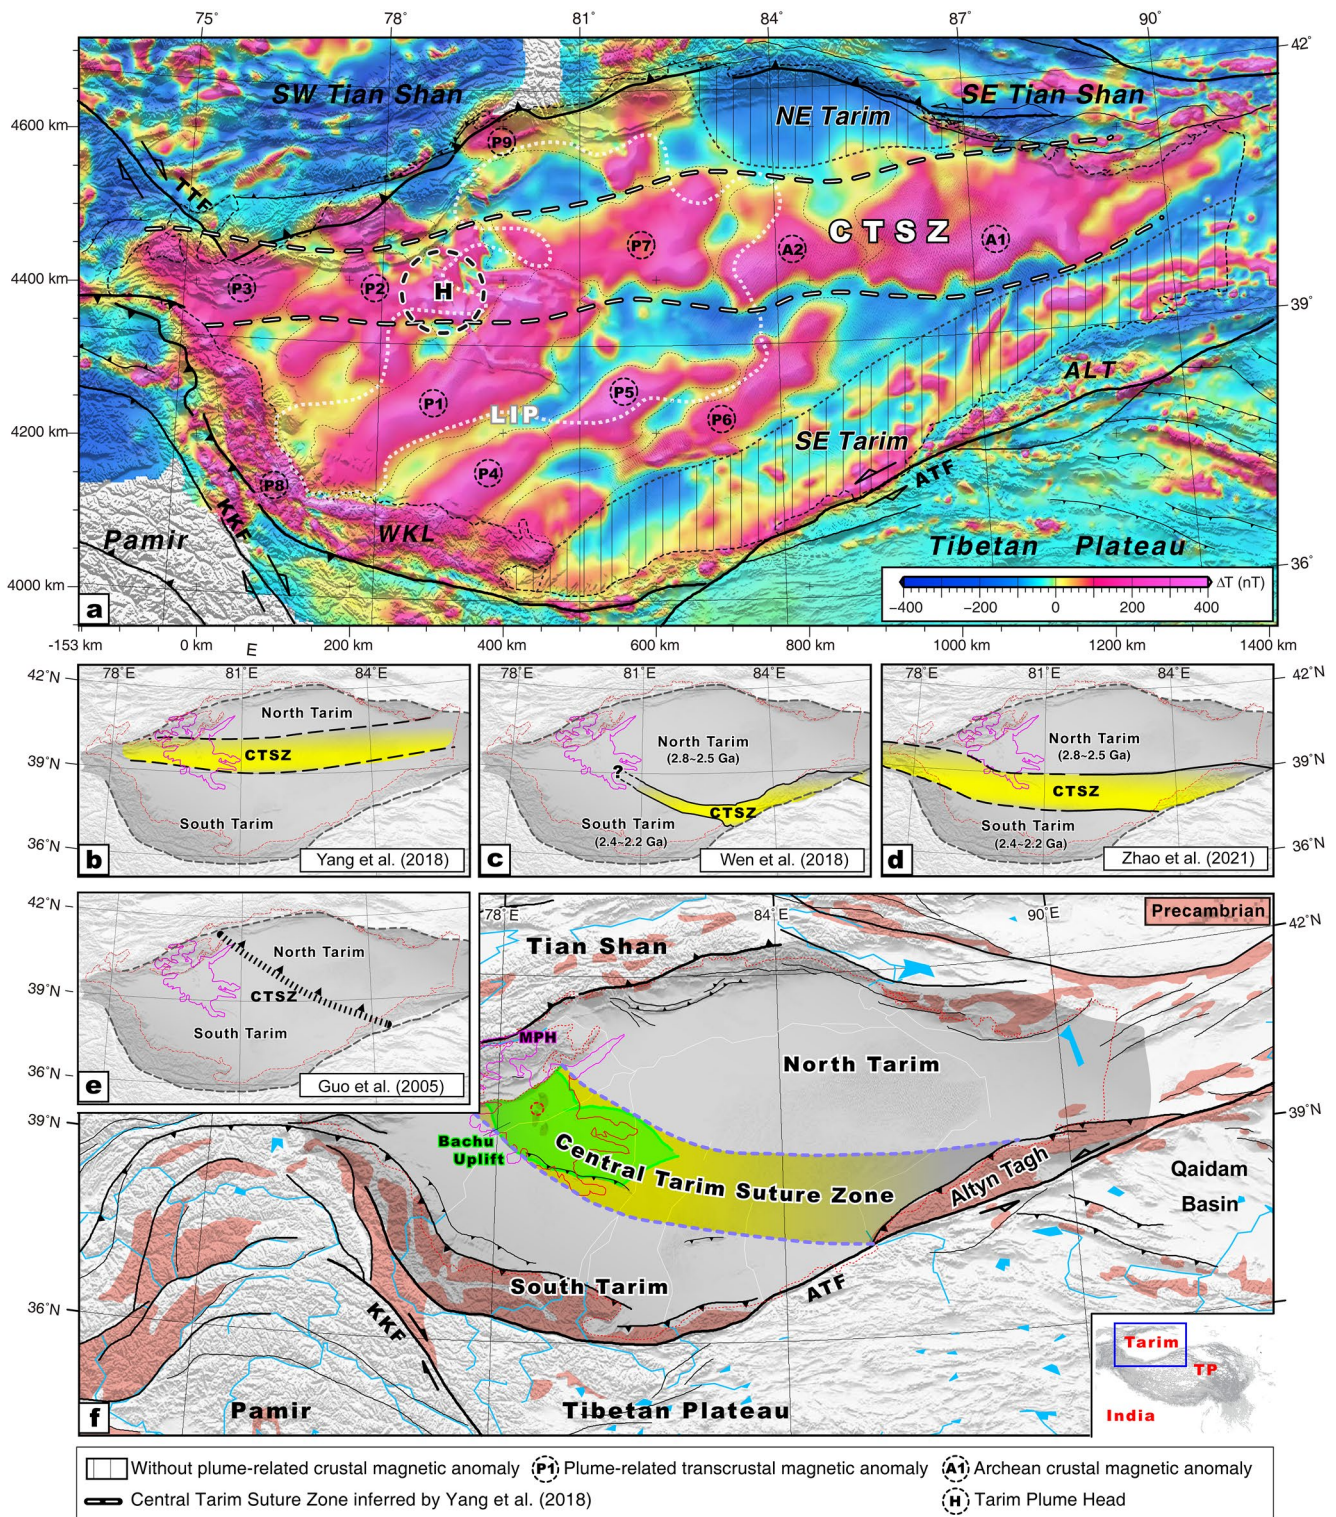 75° 78° 81° 84° 87° 90°
42°
SW Tian Shan
SE Tian Shan
NE Tarim
4600 km
P9
TTF
CTSZ
P7
A2
A1
4400 km
P3
P2
H
39°
ALT
P1
P5
LIP
P6
4200 km
SE Tarim
P4
P8
ATF
KKF
WKL
Pamir
Tibetan Plateau
36°
4000 km
ΔT (nT)
−400 −200 0 200 400
a
-153 km 0 km 200 km 400 km 600 km 800 km 1000 km 1200 km 1400 km
E
42°N 78°E 81°E 84°E
North Tarim
CTSZ
39°N
South Tarim
36°N
b
Yang et al. (2018)
78°E 81°E 84°E
North Tarim
(2.8~2.5 Ga)
?
CTSZ
South Tarim
(2.4~2.2 Ga)
c
Wen et al. (2018)
78°E 81°E 84°E 42°N
North Tarim
(2.8~2.5 Ga)
39°N
CTSZ
South Tarim
(2.4~2.2 Ga)
36°N
d
Zhao et al. (2021)
42°N
North Tarim
39°N
CTSZ
South Tarim
36°N
e
Guo et al. (2005)
78°E 84°E 90°E
Precambrian
42°N
Tian Shan
MPH
North Tarim
39°N
39°N
Bachu
Uplift
Central Tarim Suture Zone
Altyn Tagh
Qaidam
Basin
South Tarim
ATF
36°N
KKF
Pamir
Tibetan Plateau
f
Tarim
TP
India
Without plume-related crustal magnetic anomaly
P1 Plume-related transcrustal magnetic anomaly
A1 Archean crustal magnetic anomaly
Central Tarim Suture Zone inferred by Yang et al. (2018)
H Tarim Plume Head